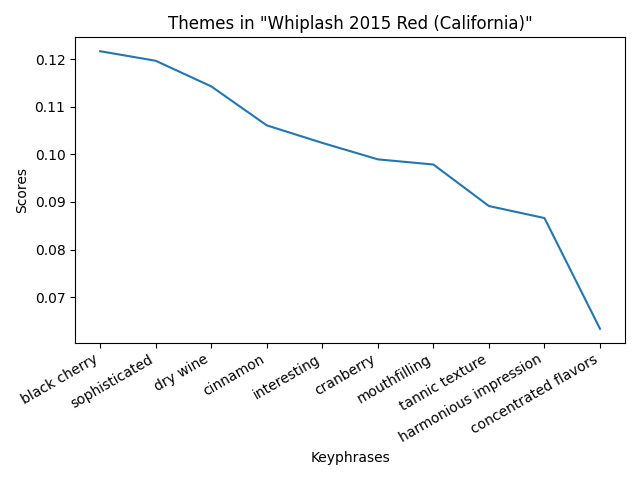 Themes in "Whiplash 2015 Red (California)"
Scores
0.12
0.11
0.10
0.09
0.08
0.07
black cherry
sophisticated
dry wine
cinnamon
interesting
cranberry
mouthfilling
tannic texture
harmonious impression
concentrated flavors
Keyphrases